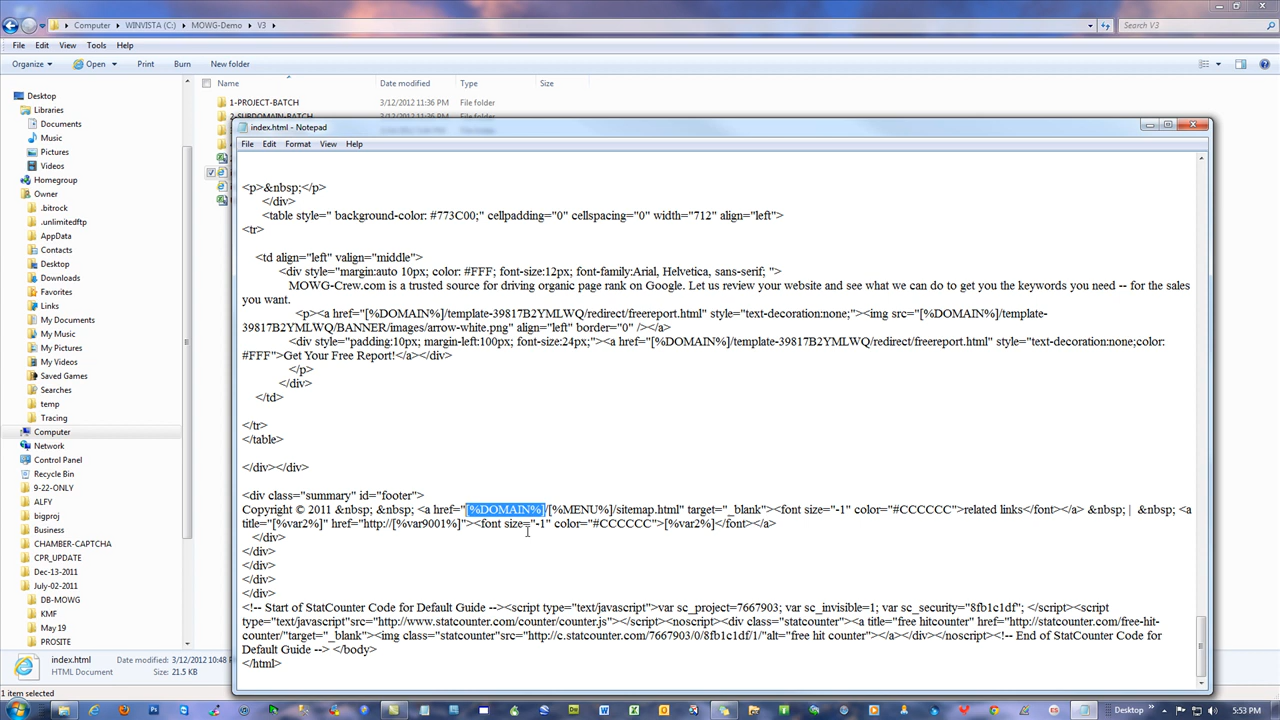 Computer ▸ WINVISTA (C:) ▸ MOWG-Demo ▸ V3 ▸
Search V3
File Edit View Tools Help
Organize Open Print Burn New folder
Name Date modified Type Size
Desktop
Libraries
Documents
Music
Pictures
Videos
Homegroup
Owner
.bitrock
.unlimitedftp
AppData
Contacts
Desktop
Downloads
Favorites
Links
My Documents
My Music
My Pictures
My Videos
Saved Games
Searches
temp
Tracing
Computer
Network
Control Panel
Recycle Bin
9-22-ONLY
ALFY
bigproj
Business
CHAMBER-CAPTCHA
CPR_UPDATE
July-02-2011
DB-MOWG
KMF
May 19
PROSITE
1-PROJECT-BATCH 3/12/2012 11:36 PM File folder
2-SUBDOMAIN-BATCH 3/12/2012 11:36 PM File folder
index.html - Notepad
File Edit Format View Help
<p>&nbsp;</p>
</div>
<table style=" background-color: #773C00;" cellpadding="0" cellspacing="0" width="712" align="left">
<tr>
<td align="left" valign="middle">
<div style="margin:auto 10px; color: #FFF; font-size:12px; font-family:Arial, Helvetica, sans-serif; ">
MOWG-Crew.com is a trusted source for driving organic page rank on Google. Let us review your website and see what we can do to get you the keywords you need -- for the sales
you want.
<p><a href="[%DOMAIN%]/template-39817B2YMLWQ/redirect/freereport.html" style="text-decoration:none;"><img src="[%DOMAIN%]/template-
39817B2YMLWQ/BANNER/images/arrow-white.png" align="left" border="0" /></a>
<div style="padding:10px; margin-left:100px; font-size:24px;"><a href="[%DOMAIN%]/template-39817B2YMLWQ/redirect/freereport.html" style="text-decoration:none;color:
#FFF">Get Your Free Report!</a></div>
</p>
</div>
</td>
</tr>
</table>
</div></div>
<div class="summary" id="footer">
Copyright © 2011 &nbsp; &nbsp; <a href="[%DOMAIN%]/[%MENU%]/sitemap.html" target="_blank"><font size="-1" color="#CCCCCC">related links</font></a> &nbsp; | &nbsp; <a
title="[%var2%]" href="http://[%var9001%]"><font size="-1" color="#CCCCCC">[%var2%]</font></a>
</div>
</div>
</div>
</div>
</div>
<!-- Start of StatCounter Code for Default Guide --><script type="text/javascript">var sc_project=7667903; var sc_invisible=1; var sc_security="8fb1c1df"; </script><script
type="text/javascript"src="http://www.statcounter.com/counter/counter.js"></script><noscript><div class="statcounter"><a title="free hitcounter" href="http://statcounter.com/free-hit-
counter/"target="_blank"><img class="statcounter"src="http://c.statcounter.com/7667903/0/8fb1c1df/1/"alt="free hit counter"></a></div></noscript><!-- End of StatCounter Code for
Default Guide --> </body>
</html>
index.html Date modified: 3/12/2012 10:48 P
HTML Document Size: 21.5 KB
1 item selected
Desktop
5:53 PM